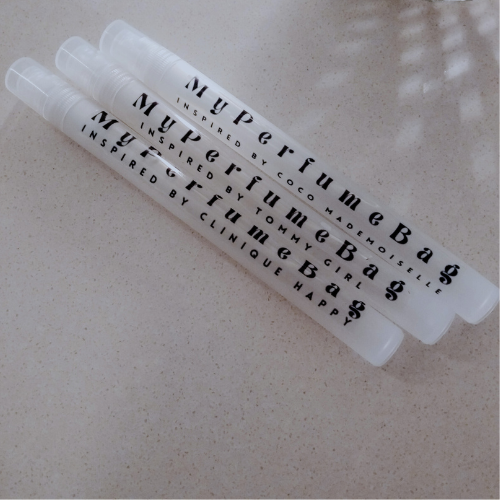 MyPerfumeBag
INSPIRED BY COCO MADEMOISELLE
MyPerfumeBag
INSPIRED BY TOMMY GIRL
MyPerfumeBag
INSPIRED BY CLINIQUE HAPPY